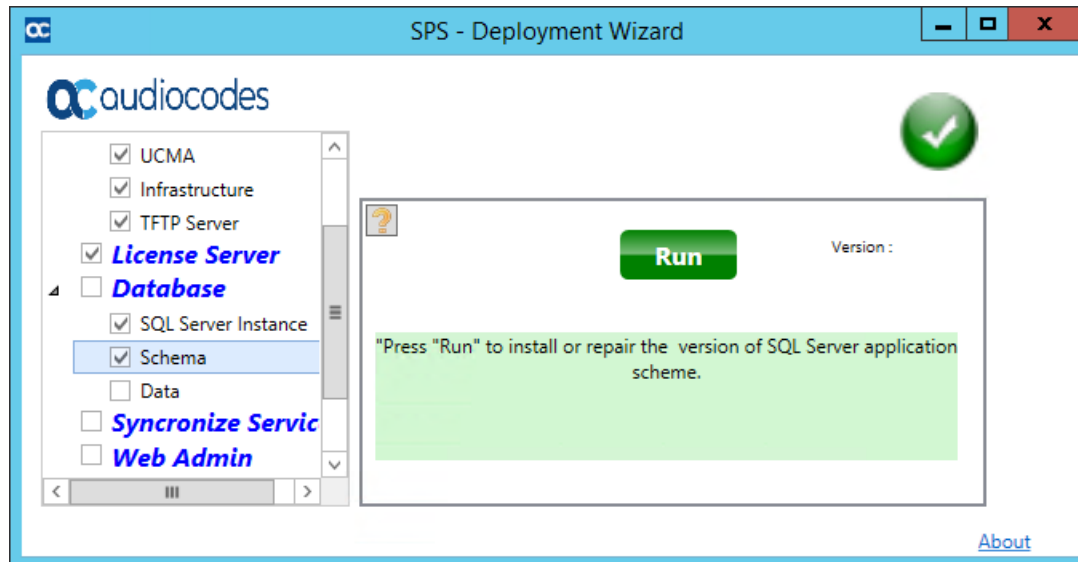 SPS - Deployment Wizard
audiocodes
UCMA
Infrastructure
TFTP Server
License Server
Database
SQL Server Instance
Schema
Data
Syncronize Servic
Web Admin
Run
Version :
"Press "Run" to install or repair the  version of SQL Server application
scheme.
About